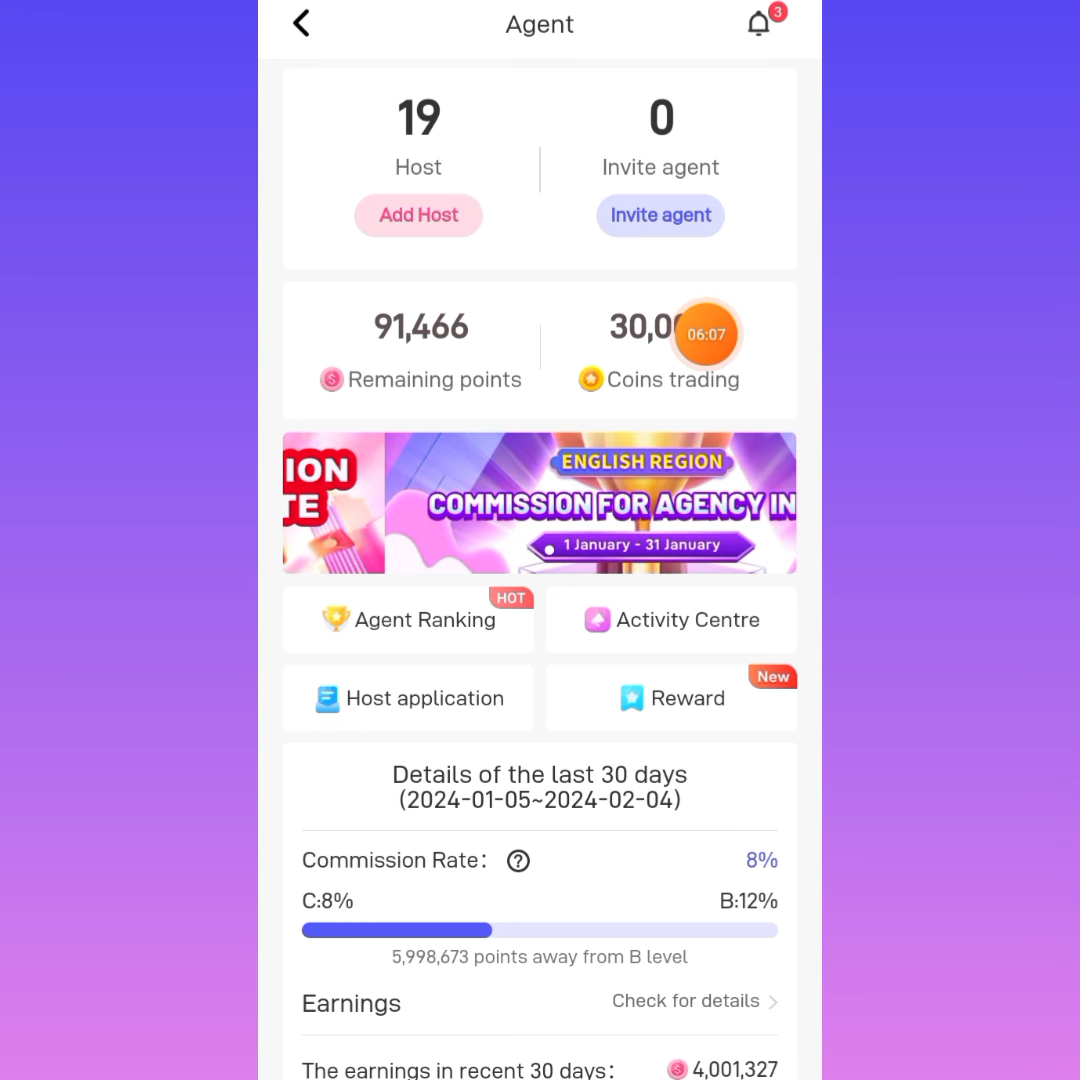 Agent
3
19
0
Host
Invite agent
Add Host
Invite agent
91,466
30,0
06:07
Remaining points
Coins trading
ION
TE
ENGLISH REGION
COMMISSION FOR AGENCY IN
1 January - 31 January
HOT
Agent Ranking
Activity Centre
New
Host application
Reward
Details of the last 30 days
(2024-01-05~2024-02-04)
Commission Rate: ?
8%
C:8%
B:12%
5,998,673 points away from B level
Earnings
Check for details >
The earnings in recent 30 days:
4,001,327